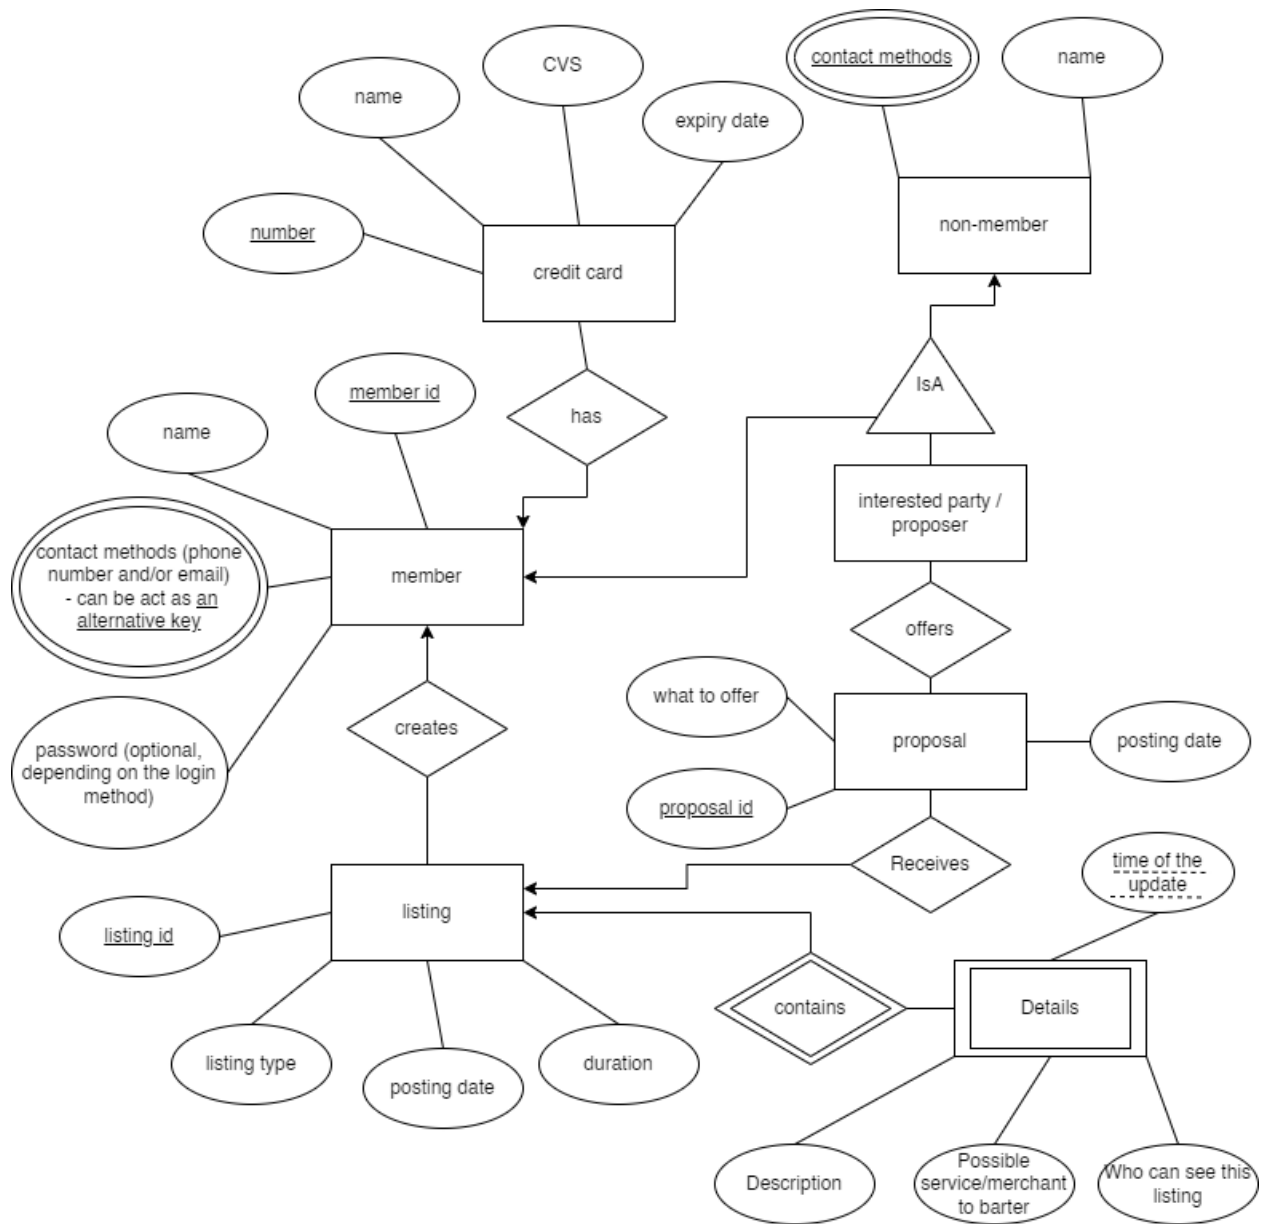 contact methods
name
CVS
name
expiry date
number
non-member
credit card
IsA
member id
has
name
interested party /
proposer
contact methods (phone
number and/or email)
- can be act as an
alternative key
member
offers
what to offer
creates
proposal
posting date
password (optional,
depending on the login
method)
proposal id
Receives
time of the
update
listing
listing id
contains
Details
listing type
posting date
duration
Description
Possible
service/merchant
to barter
Who can see this
listing